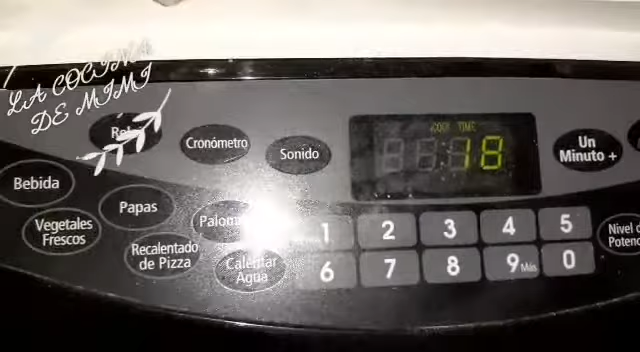 LA COCINA
DE MIMI
COOK TIME
18
Cronómetro
Sonido
Un
Minuto +
Bebida
Papas
Vegetales
Frescos
Recalentado
de Pizza
Calentar
Agua
1 2 3 4 5
6 7 8 9 Más 0
Nivel